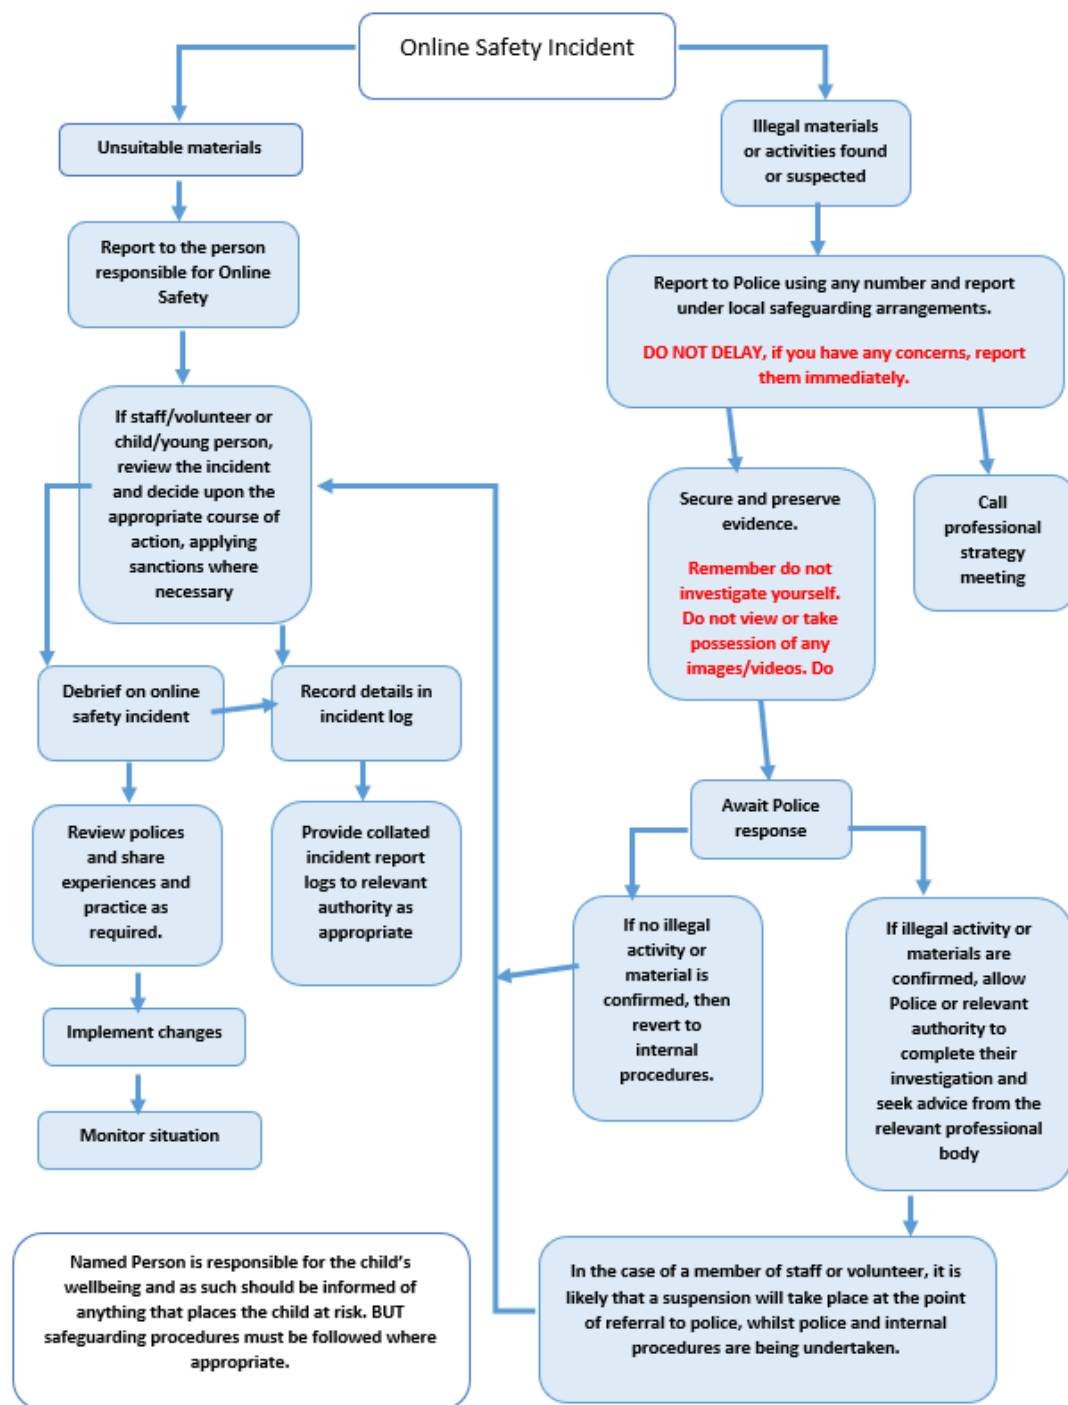 Online Safety Incident
Unsuitable materials
Illegal materials
or activities found
or suspected
Report to the person
responsible for Online
Safety
Report to Police using any number and report
under local safeguarding arrangements.
DO NOT DELAY, if you have any concerns, report
them immediately.
If staff/volunteer or
child/young person,
review the incident
and decide upon the
appropriate course of
action, applying
sanctions where
necessary
Secure and preserve
evidence.
Remember do not
investigate yourself.
Do not view or take
possession of any
images/videos. Do
Call
professional
strategy
meeting
Debrief on online
safety incident
Record details in
incident log
Review polices
and share
experiences and
practice as
required.
Provide collated
incident report
logs to relevant
authority as
appropriate
Await Police
response
If no illegal
activity or
material is
confirmed, then
revert to
internal
procedures.
If illegal activity or
materials are
confirmed, allow
Police or relevant
authority to
complete their
investigation and
seek advice from the
relevant professional
body
Implement changes
Monitor situation
Named Person is responsible for the child's
wellbeing and as such should be informed of
anything that places the child at risk. BUT
safeguarding procedures must be followed where
appropriate.
In the case of a member of staff or volunteer, it is
likely that a suspension will take place at the point
of referral to police, whilst police and internal
procedures are being undertaken.